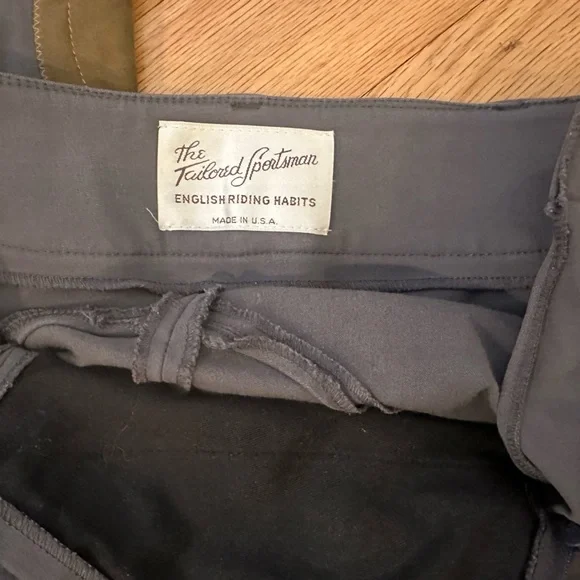 The
Tailored Sportsman
ENGLISH RIDING HABITS
MADE IN U.S.A.